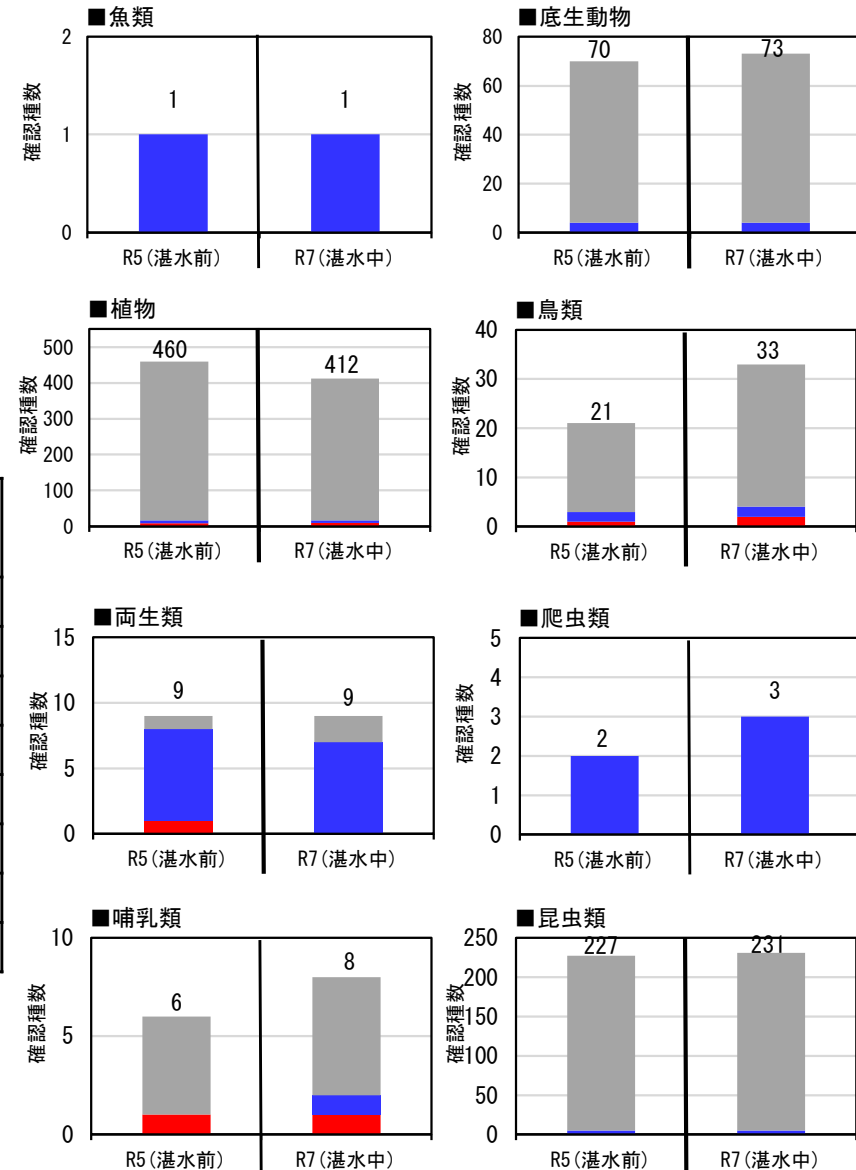 ■魚類
確認種数
2
1
0
1
1
R5(湛水前)
R7(湛水中)
■底生動物
確認種数
80
60
40
20
0
70
73
R5(湛水前)
R7(湛水中)
■植物
確認種数
500
400
300
200
100
0
460
412
R5(湛水前)
R7(湛水中)
■鳥類
確認種数
40
30
20
10
0
21
33
R5(湛水前)
R7(湛水中)
■両生類
確認種数
15
10
5
0
9
9
R5(湛水前)
R7(湛水中)
■爬虫類
確認種数
5
4
3
2
1
0
2
3
R5(湛水前)
R7(湛水中)
■哺乳類
確認種数
10
5
0
6
8
R5(湛水前)
R7(湛水中)
■昆虫類
確認種数
250
200
150
100
50
0
227
231
R5(湛水前)
R7(湛水中)